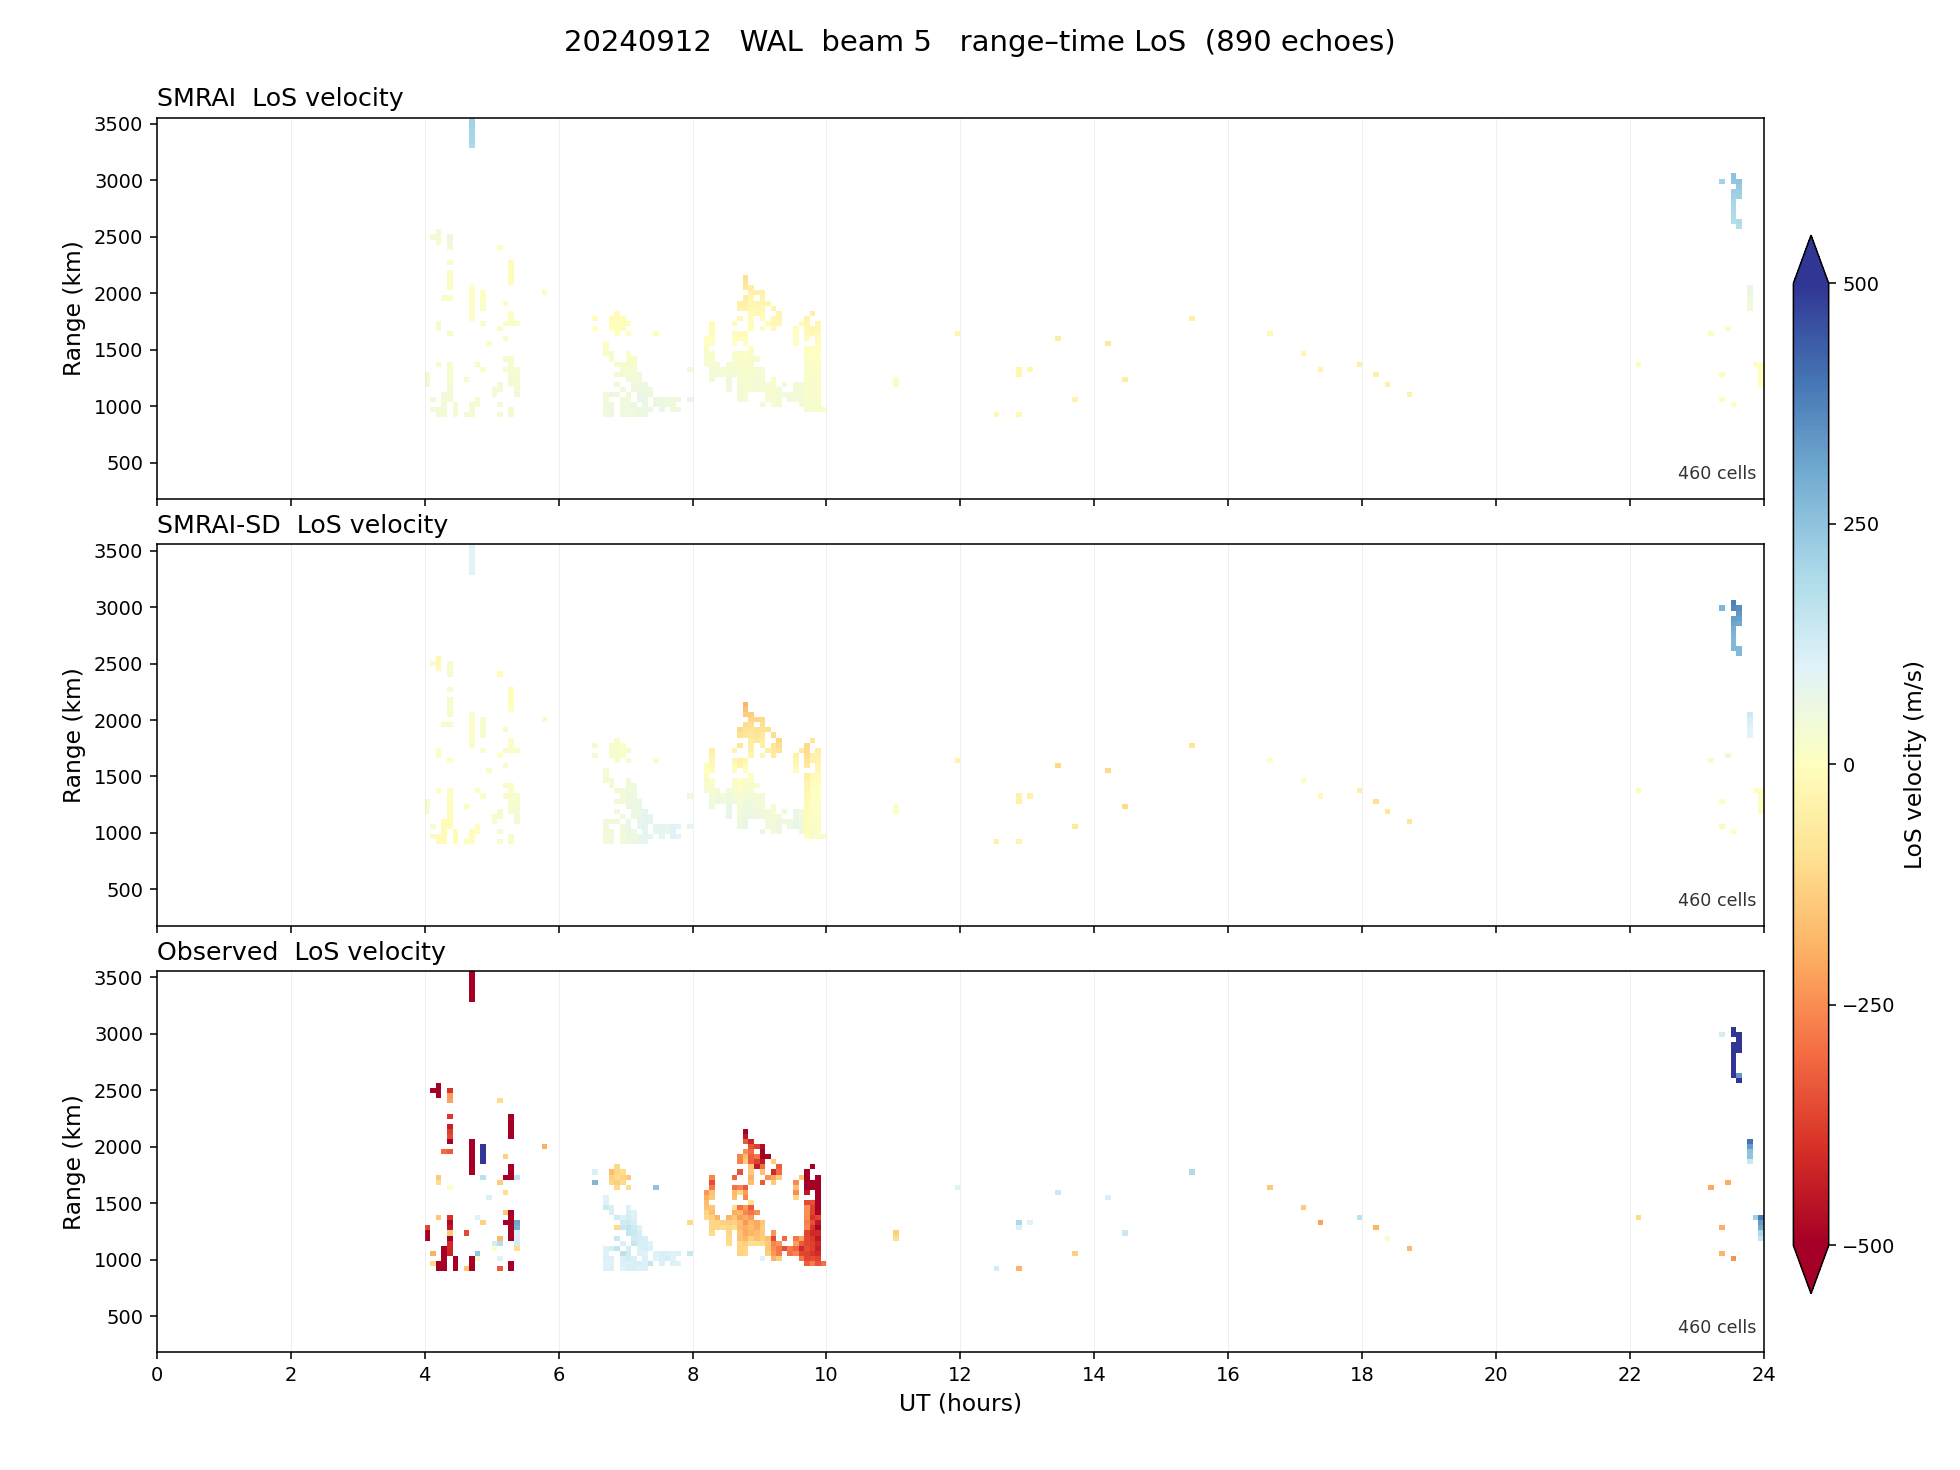 20240912   WAL  beam 5   range–time LoS  (890 echoes)
SMRAI  LoS velocity
3500
3000
2500
2000
1500
1000
500
Range (km)
460 cells
SMRAI-SD  LoS velocity
3500
3000
2500
2000
1500
1000
500
Range (km)
460 cells
Observed  LoS velocity
3500
3000
2500
2000
1500
1000
500
Range (km)
460 cells
0 2 4 6 8 10 12 14 16 18 20 22 24
UT (hours)
500
250
0
−250
−500
LoS velocity (m/s)